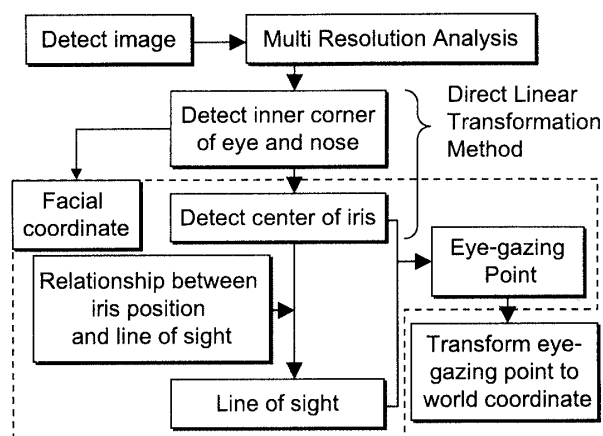 Detect image
Multi Resolution Analysis
Detect inner corner
of eye and nose
Direct Linear
Transformation
Method
Facial
coordinate
Detect center of iris
Eye-gazing
Point
Relationship between
iris position
and line of sight
Transform eye-
gazing point to
world coordinate
Line of sight